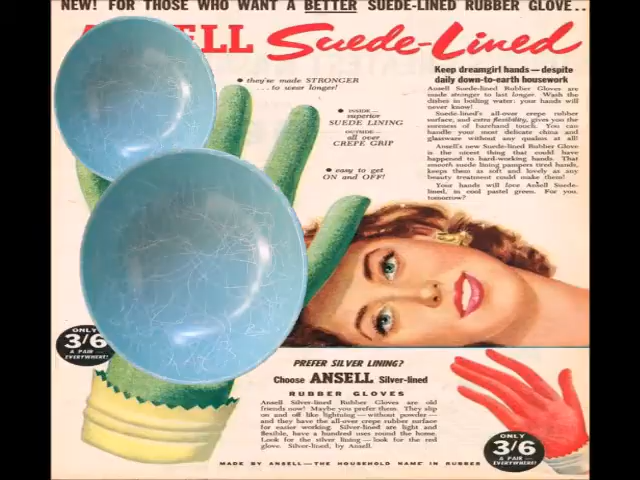 NEW! FOR THOSE WHO WANT A BETTER SUEDE-LINED RUBBER GLOVE..
ELL Suede-Lined
they're made STRONGER
. . . to wear longer!
INSIDE—
superior
SUEDE LINING
OUTSIDE—
all over
CREPE GRIP
easy to get
ON and OFF!
Keep dreamgirl hands — despite
daily down-to-earth housework
Ansell Suede-lined Rubber Gloves are
made stronger to last longer. Wash the
dishes in boiling water: your hands will
never know!
Suede-lined's all-over crepe rubber
surface, and extra flexibility, gives you the
sureness of barehand touch. You can
handle your most delicate china and
glassware without any qualms at all!
Ansell's new Suede-lined Rubber Glove
is the nicest thing that could have
happened to hard-working hands. That
smooth suede lining pampers tired hands,
keeps them as soft and lovely as any
beauty treatment could make them!
Your hands will love Ansell Suede-
lined, in cool pastel green. For you,
tomorrow?
ONLY
3/6
A PAIR —
EVERYWHERE!
PREFER SILVER LINING?
Choose ANSELL Silver-lined
RUBBER GLOVES
Ansell Silver-lined Rubber Gloves are old
friends now! Maybe you prefer them. They slip
on and off like lightning — without powder —
and they have the all-over crepe rubber surface
for easier working. Silver-lined are light and
flexible, have a hundred uses round the home.
Look for the silver lining — look for the red
glove. Silver-lined, by Ansell.
ONLY
3/6
A PAIR —
EVERYWHERE!
MADE BY ANSELL — THE HOUSEHOLD NAME IN RUBBER